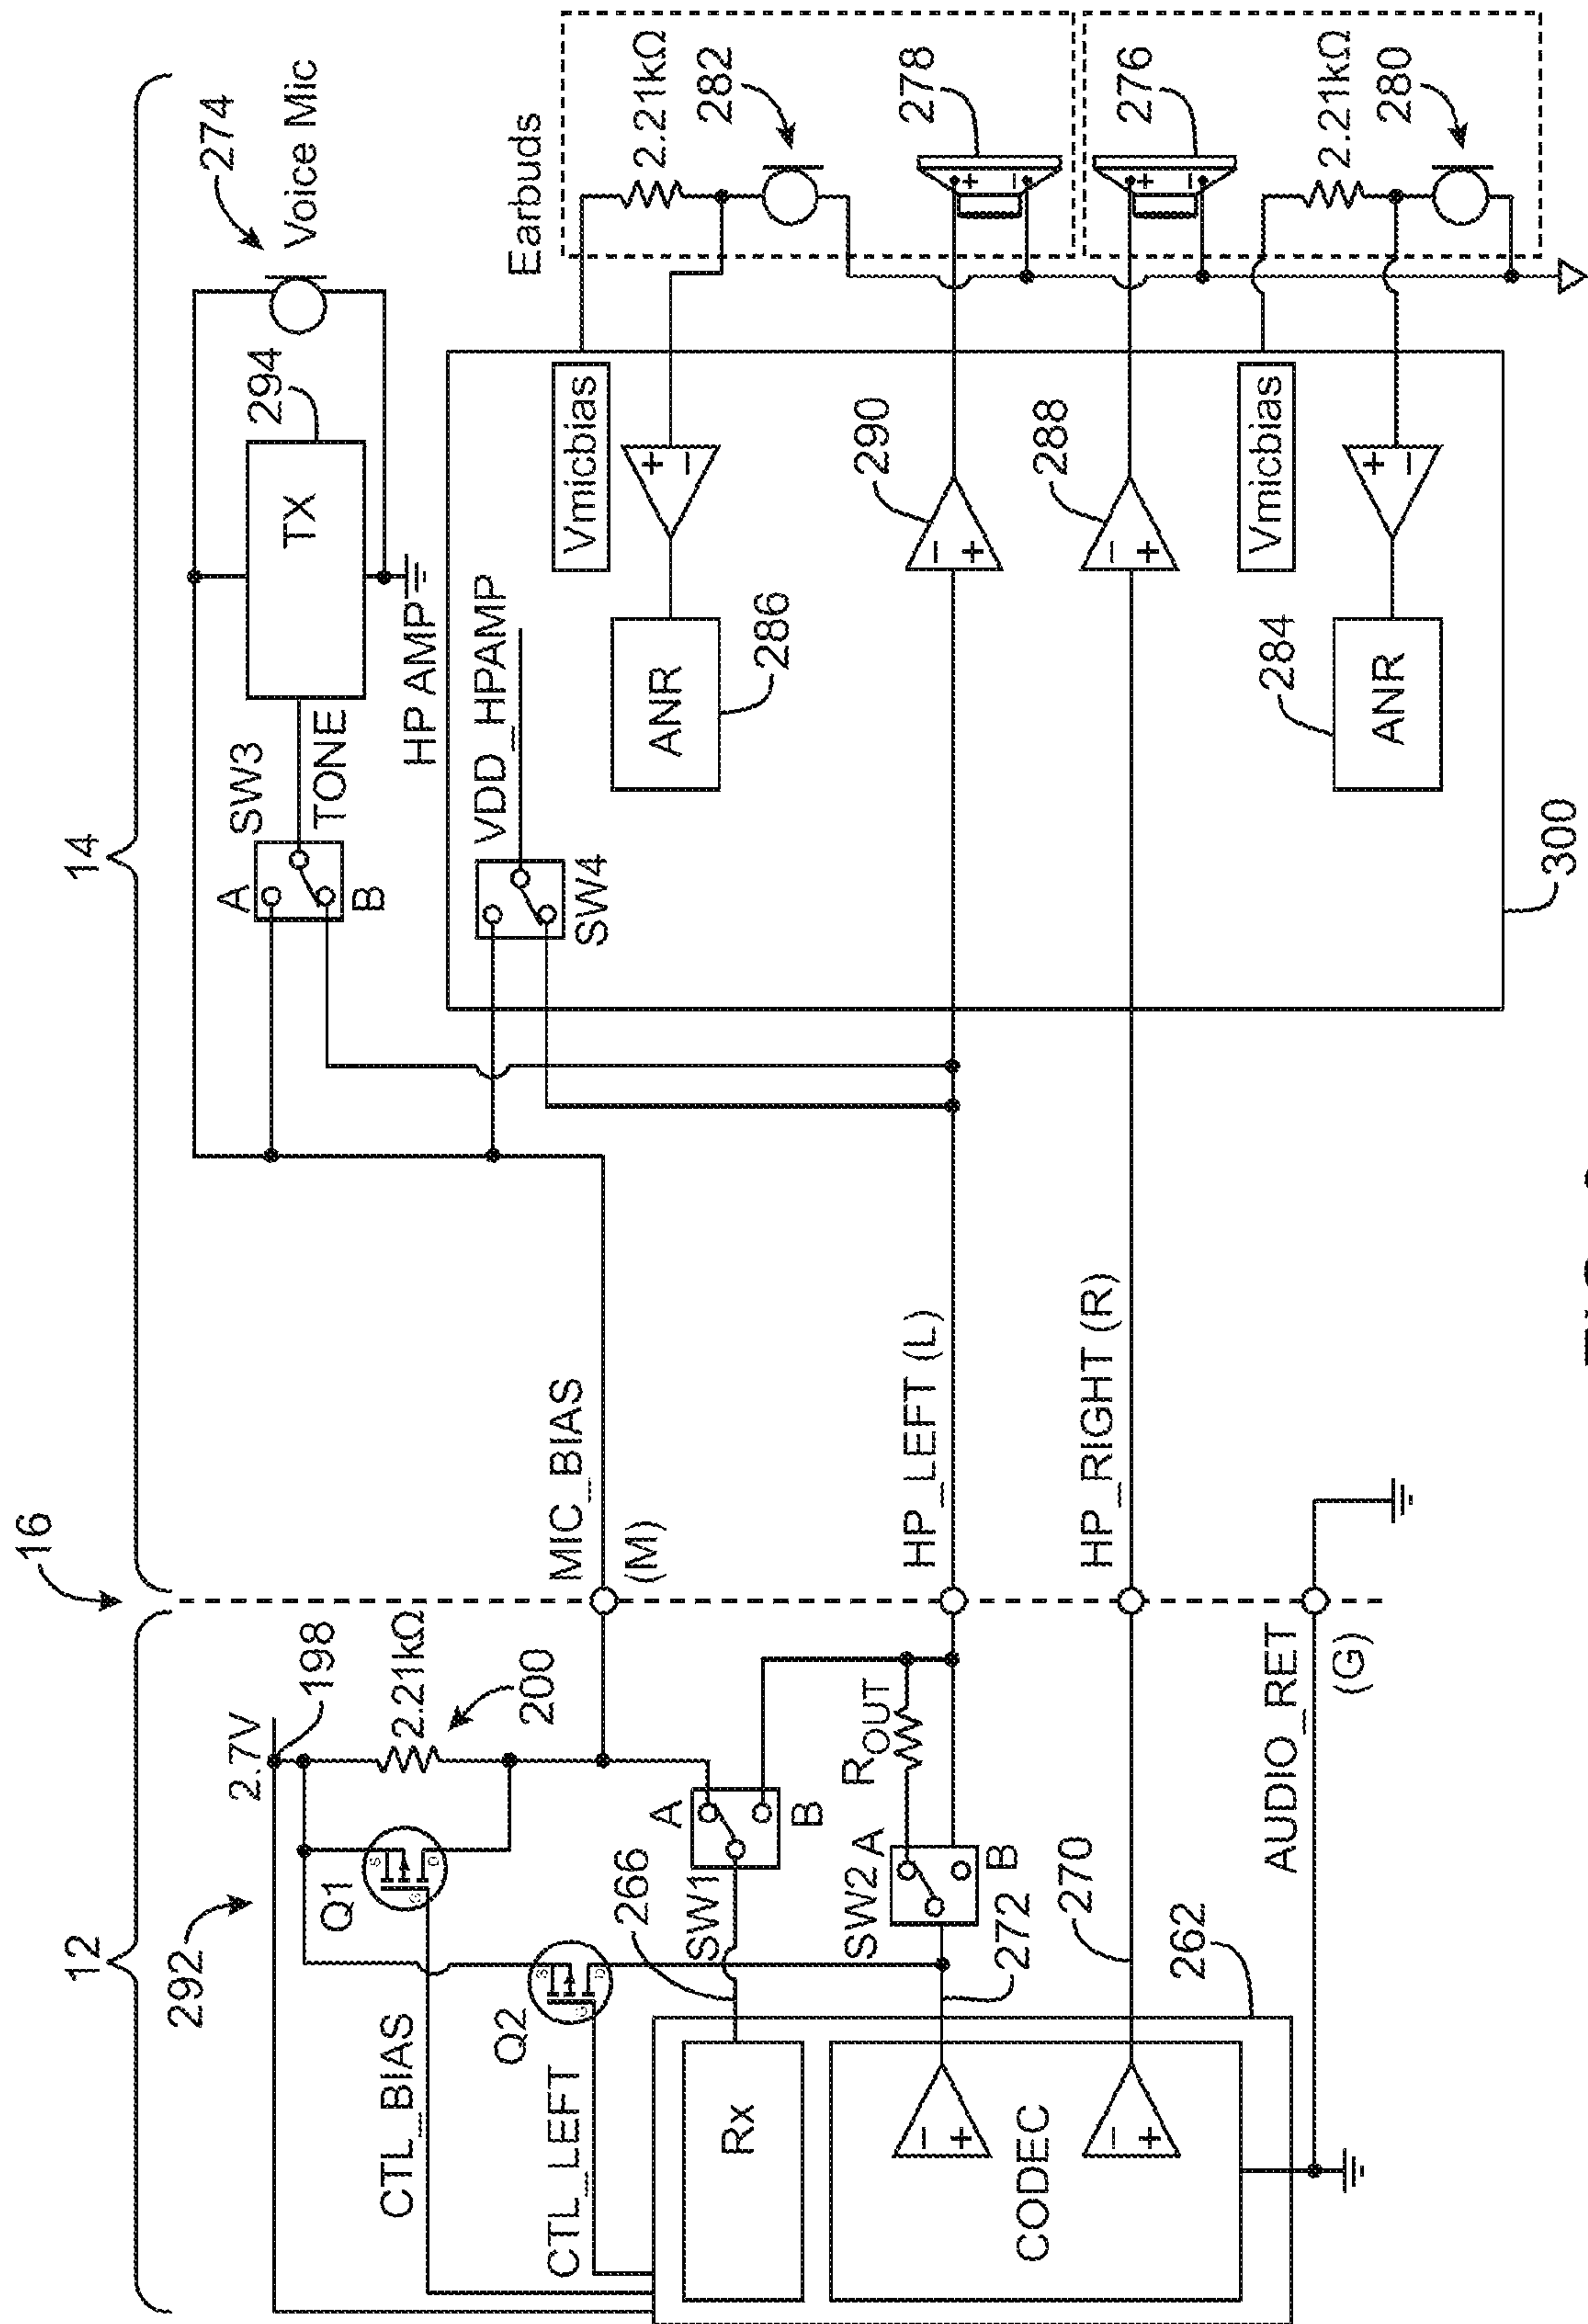 12
16
14
292
2.7V
198
2.21kΩ
200
Q1
CTL_BIAS
Q2
CTL_LEFT
266
SW1
A
B
ROUT
SW2
A
B
272
270
262
Rx
CODEC
−
+
−
+
MIC_BIAS
(M)
HP_LEFT (L)
HP_RIGHT (R)
AUDIO_RET
(G)
274
Voice Mic
294
TX
SW3
A
B
TONE
HP AMP
VDD_HPAMP
SW4
Vmicbias
+
−
ANR
286
290
−
+
288
−
+
Vmicbias
+
−
284
ANR
300
Earbuds
2.21kΩ
282
278
+
−
276
+
−
2.21kΩ
280